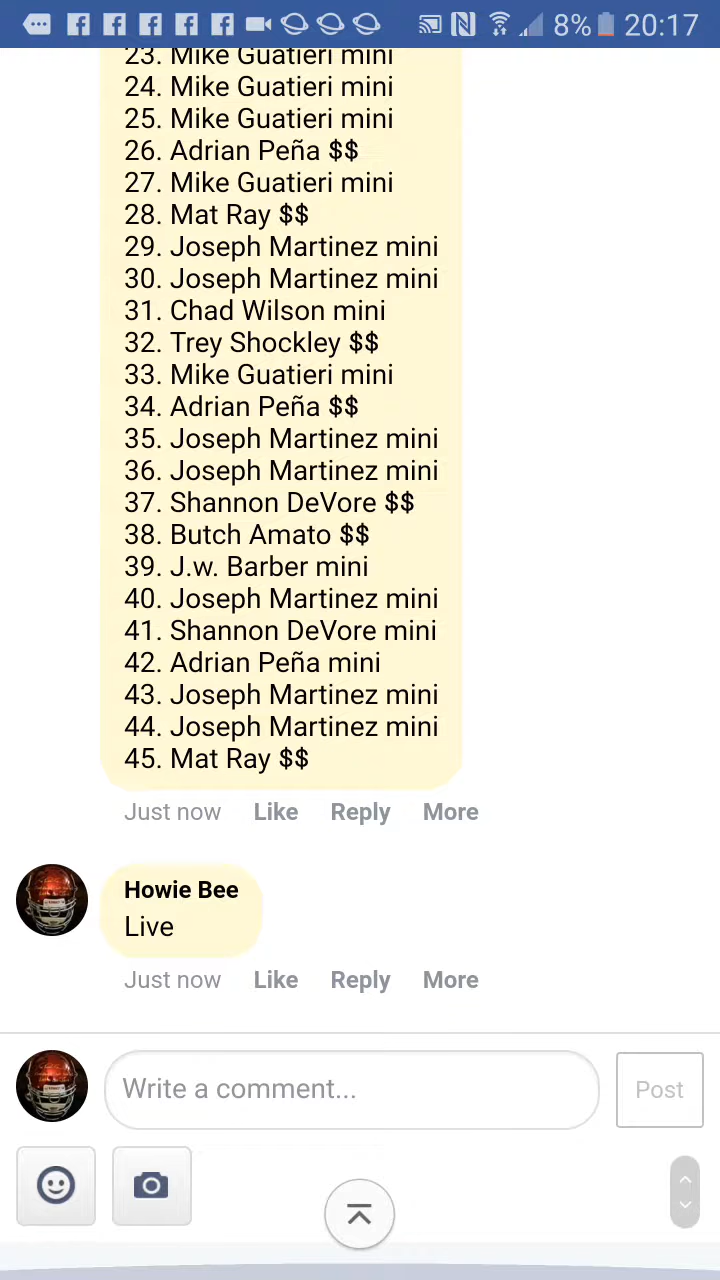 8% 20:17
23. Mike Guatieri mini
24. Mike Guatieri mini
25. Mike Guatieri mini
26. Adrian Peña $$
27. Mike Guatieri mini
28. Mat Ray $$
29. Joseph Martinez mini
30. Joseph Martinez mini
31. Chad Wilson mini
32. Trey Shockley $$
33. Mike Guatieri mini
34. Adrian Peña $$
35. Joseph Martinez mini
36. Joseph Martinez mini
37. Shannon DeVore $$
38. Butch Amato $$
39. J.w. Barber mini
40. Joseph Martinez mini
41. Shannon DeVore mini
42. Adrian Peña mini
43. Joseph Martinez mini
44. Joseph Martinez mini
45. Mat Ray $$
Just now Like Reply More
Howie Bee
Live
Just now Like Reply More
Write a comment... Post